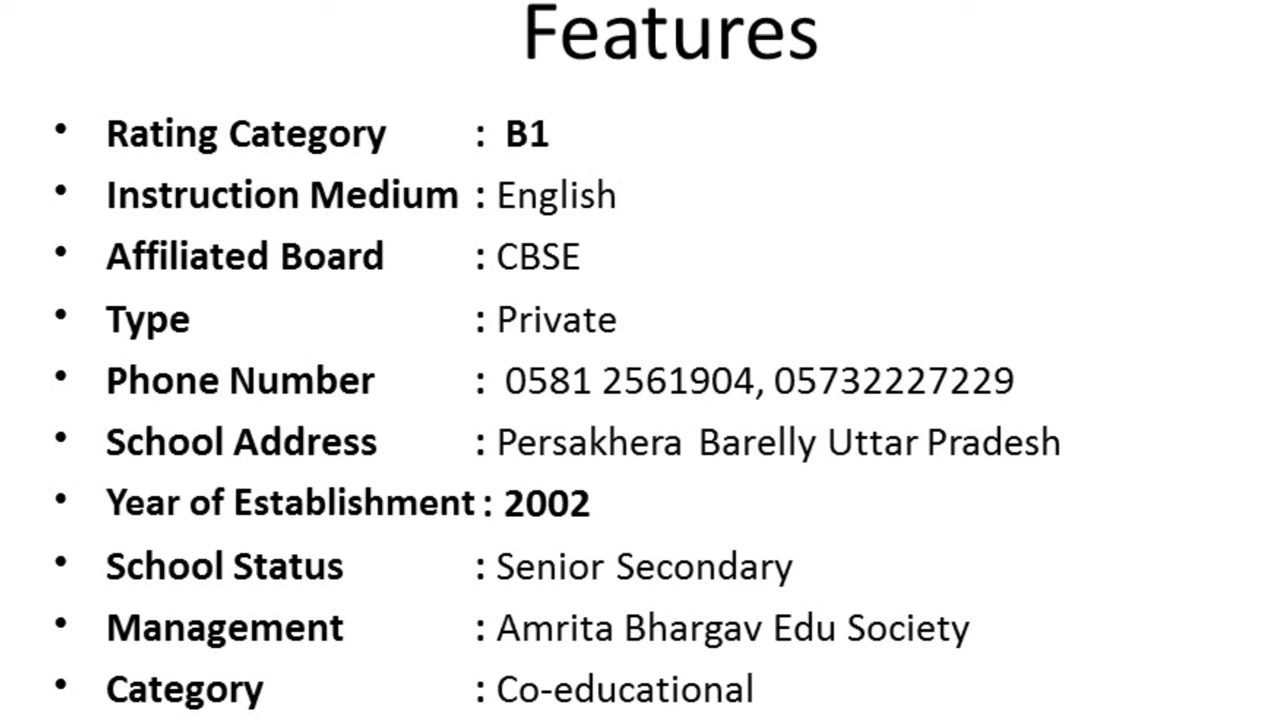 Features
• Rating Category : B1
• Instruction Medium : English
• Affiliated Board : CBSE
• Type : Private
• Phone Number : 0581 2561904, 05732227229
• School Address : Persakhera Barelly Uttar Pradesh
• Year of Establishment : 2002
• School Status : Senior Secondary
• Management : Amrita Bhargav Edu Society
• Category : Co-educational